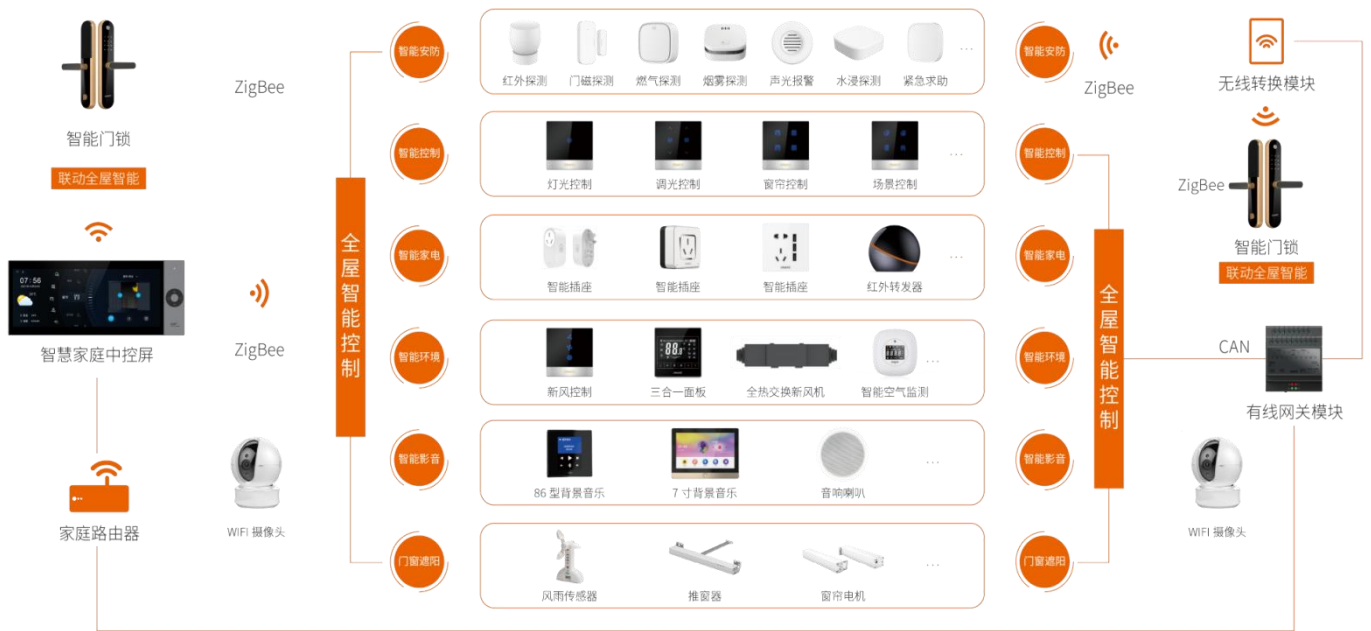 智能门锁
联动全屋智能
ZigBee
07:56
智慧家庭中控屏
ZigBee
家庭路由器
WIFI 摄像头
全屋智能控制
智能安防
红外探测
门磁探测
燃气探测
烟雾探测
声光报警
水浸探测
紧急求助
...
智能安防
智能控制
灯光控制
调光控制
窗帘控制
场景控制
...
智能控制
智能家电
智能插座
智能插座
智能插座
红外转发器
...
智能家电
智能环境
新风控制
三合一面板
全热交换新风机
智能空气监测
...
智能环境
智能影音
86 型背景音乐
7 寸背景音乐
音响喇叭
...
智能影音
门窗遮阳
风雨传感器
推窗器
窗帘电机
...
门窗遮阳
全屋智能控制
ZigBee
无线转换模块
ZigBee
智能门锁
联动全屋智能
CAN
有线网关模块
WIFI 摄像头